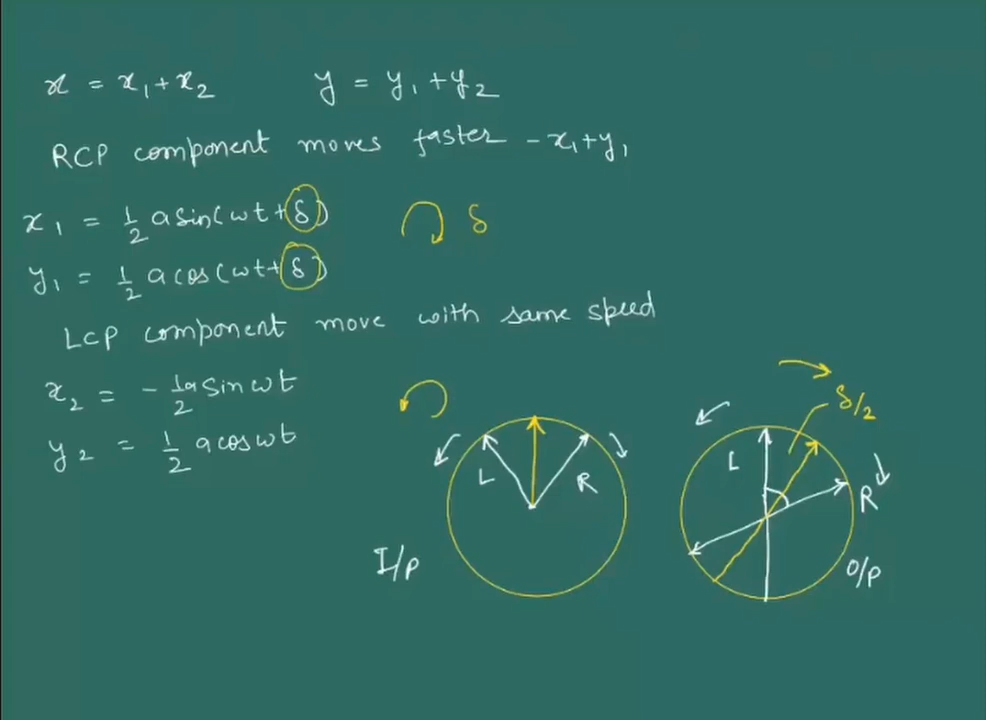 x = x₁ + x₂ y = y₁ + y₂
RCP component moves faster - x₁ + y₁
x₁ = 1/2 a sin(ωt + δ) δ
y₁ = 1/2 a cos(ωt + δ)
LCP component move with same speed
x₂ = - 1/2 a sin ωt
y₂ = 1/2 a cos ωt
δ/2
L R
L R
I/p
O/p